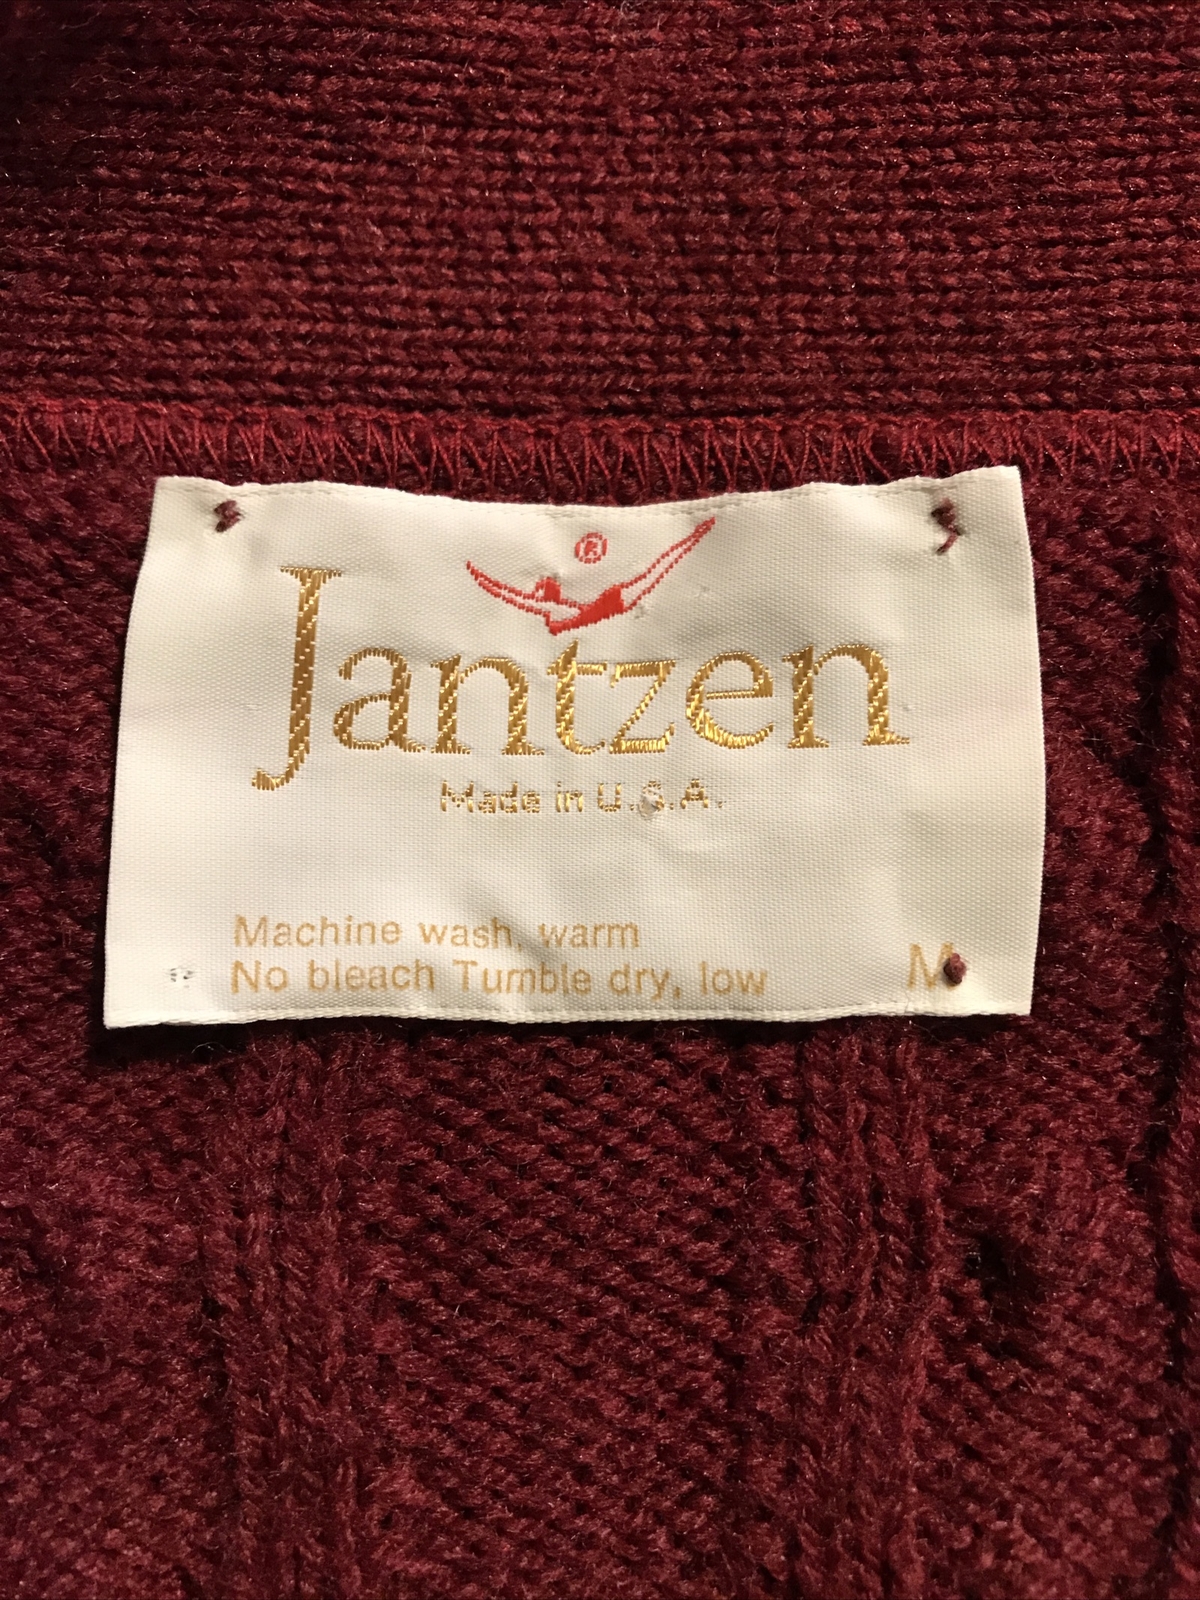 ®
Jantzen
Made in U.S.A.
Machine wash, warm
No bleach Tumble dry, low
M